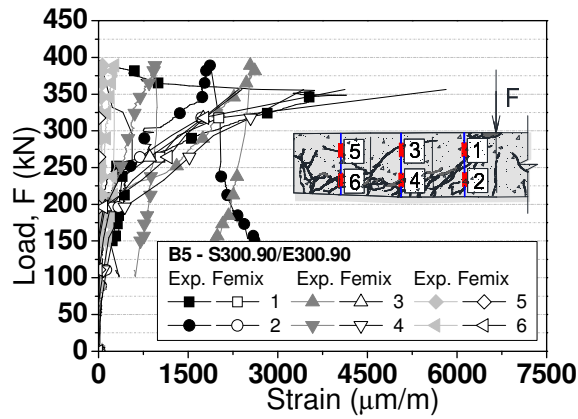 450
400
350
300
250
200
150
100
50
0
Load, F (kN)
F
5 3 1
6 4 2
B5 - S300.90/E300.90
Exp. Femix Exp. Femix Exp. Femix
1 3 5
2 4 6
0 1500 3000 4500 6000 7500
Strain (μm/m)